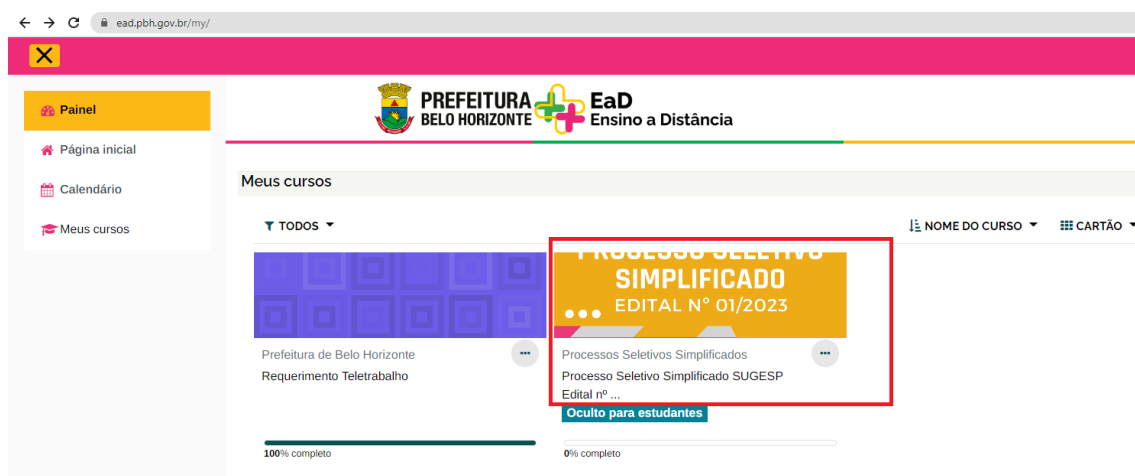 ead.pbh.gov.br/my/
Painel
Página inicial
Calendário
Meus cursos
PREFEITURA
BELO HORIZONTE
EaD
Ensino a Distância
Meus cursos
TODOS
NOME DO CURSO
CARTÃO
PROCESSO SELETIVO
SIMPLIFICADO
EDITAL N° 01/2023
Prefeitura de Belo Horizonte
Requerimento Teletrabalho
100% completo
Processos Seletivos Simplificados
Processo Seletivo Simplificado SUGESP
Edital nº ...
Oculto para estudantes
0% completo